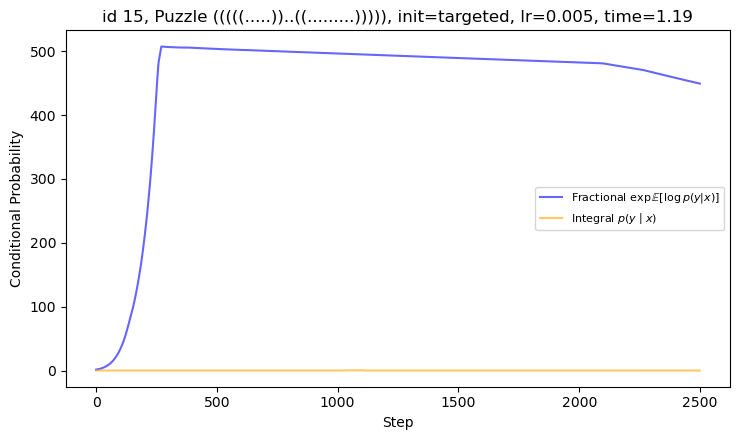 id 15, Puzzle (((((.....))..((.........))))), init=targeted, lr=0.005, time=1.19
500
400
300
200
100
0
Conditional Probability
Fractional exp𝔼[log p(y|x)]
Integral p(y | x)
0
500
1000
1500
2000
2500
Step